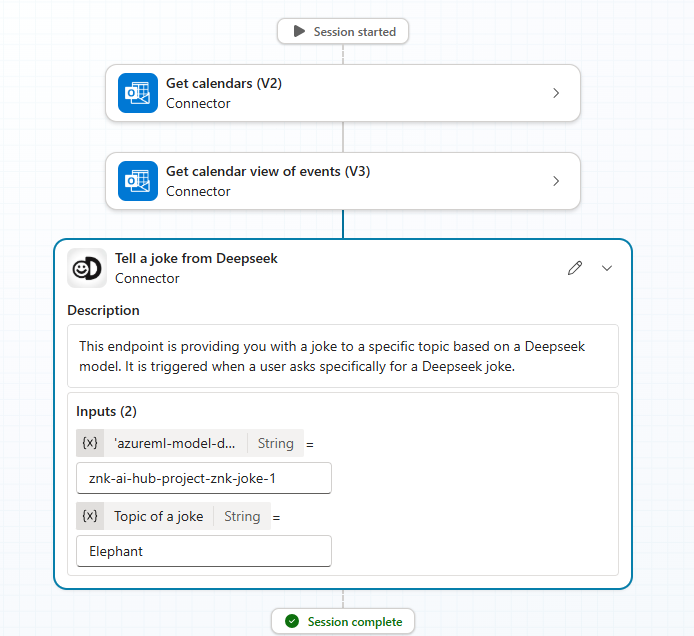 Session started
Get calendars (V2)
Connector
Get calendar view of events (V3)
Connector
Tell a joke from Deepseek
Connector
Description
This endpoint is providing you with a joke to a specific topic based on a Deepseek
model. It is triggered when a user asks specifically for a Deepseek joke.
Inputs (2)
{x} 'azureml-model-d... String =
znk-ai-hub-project-znk-joke-1
{x} Topic of a joke String =
Elephant
Session complete